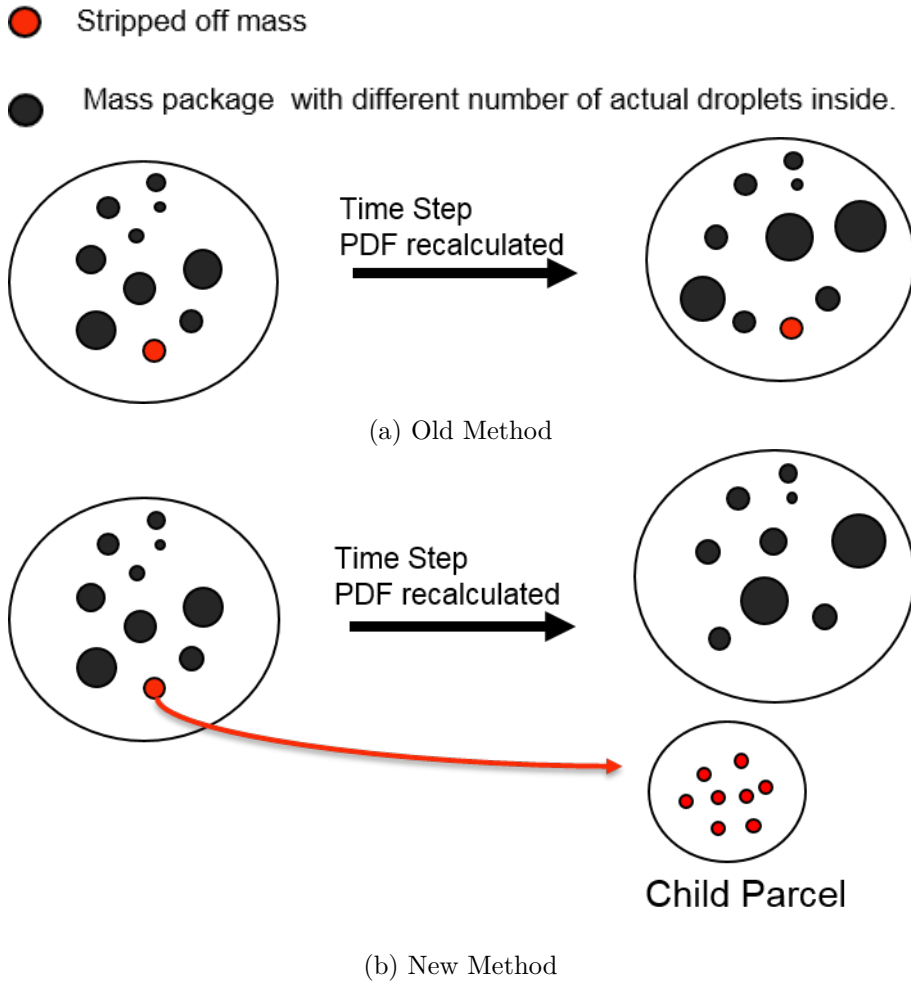 Stripped off mass
Mass package with different number of actual droplets inside.
Time Step
PDF recalculated
(a) Old Method
Time Step
PDF recalculated
Child Parcel
(b) New Method